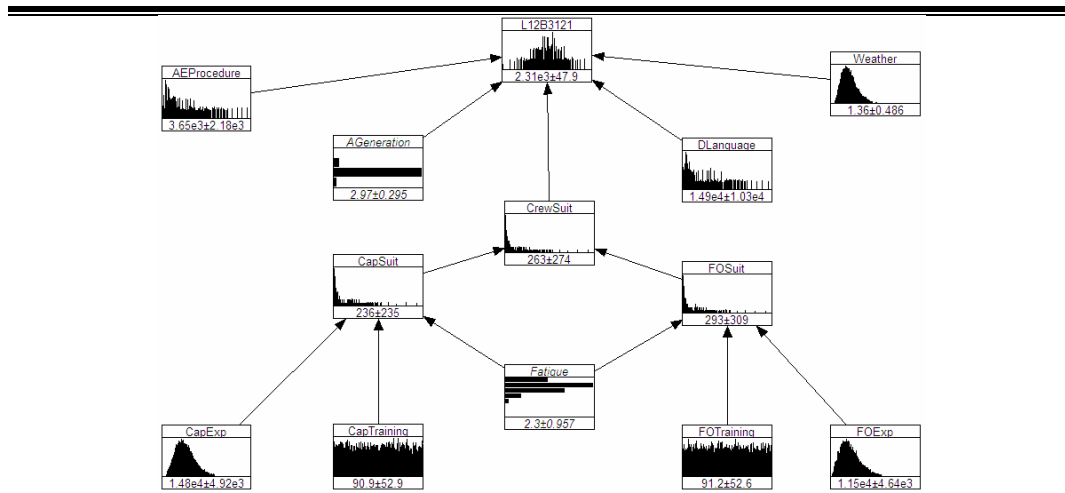 L12B3121
2.31e3±47.9
AEProcedure
3.65e3±2.18e3
Weather
1.36±0.486
AGeneration
2.97±0.295
DLanguage
1.49e4±1.03e4
CrewSuit
263±274
CapSuit
236±235
FOSuit
293±309
Fatique
2.3±0.957
CapExp
1.48e4±4.92e3
CapTraining
90.9±52.9
FOTraining
91.2±52.6
FOExp
1.15e4±4.64e3